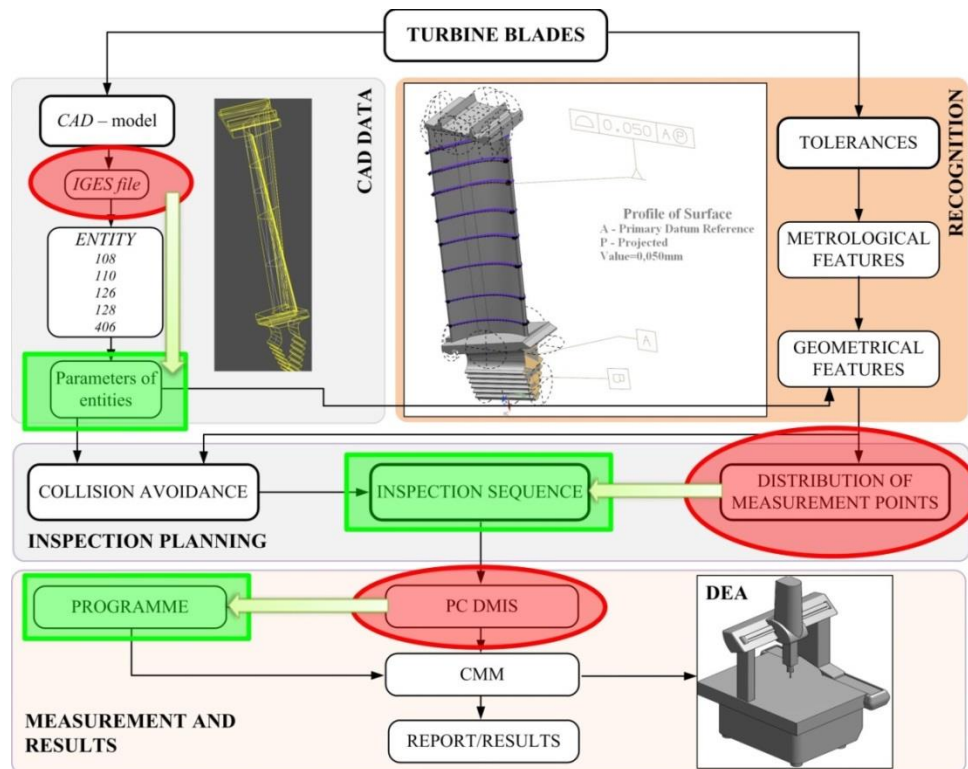 TURBINE BLADES
CAD DATA
CAD – model
IGES file
ENTITY
108
110
126
128
406
Parameters of
entities
0.050 A P
Profile of Surface
A - Primary Datum Reference
P - Projected
Value=0,050mm
A
B
RECOGNITION
TOLERANCES
METROLOGICAL
FEATURES
GEOMETRICAL
FEATURES
COLLISION AVOIDANCE
INSPECTION SEQUENCE
DISTRIBUTION OF
MEASUREMENT POINTS
INSPECTION PLANNING
PROGRAMME
PC DMIS
DEA
CMM
MEASUREMENT AND
RESULTS
REPORT/RESULTS